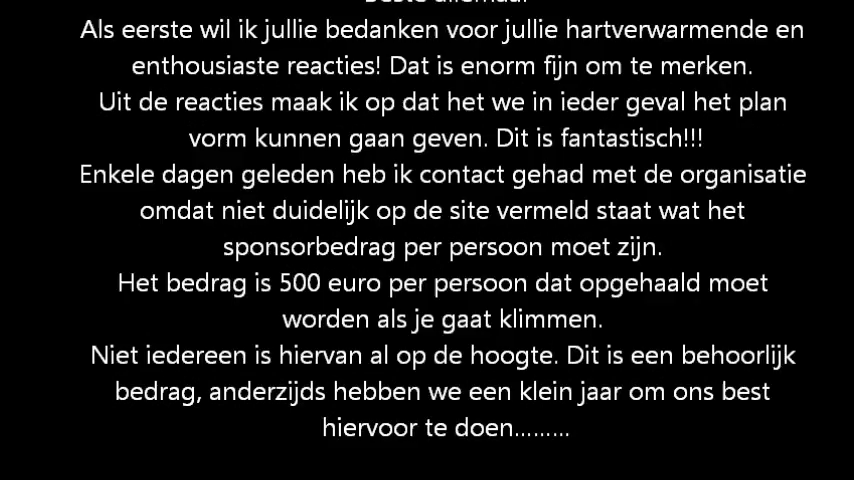 Als eerste wil ik jullie bedanken voor jullie hartverwarmende en
enthousiaste reacties! Dat is enorm fijn om te merken.
Uit de reacties maak ik op dat het we in ieder geval het plan
vorm kunnen gaan geven. Dit is fantastisch!!!
Enkele dagen geleden heb ik contact gehad met de organisatie
omdat niet duidelijk op de site vermeld staat wat het
sponsorbedrag per persoon moet zijn.
Het bedrag is 500 euro per persoon dat opgehaald moet
worden als je gaat klimmen.
Niet iedereen is hiervan al op de hoogte. Dit is een behoorlijk
bedrag, anderzijds hebben we een klein jaar om ons best
hiervoor te doen.........